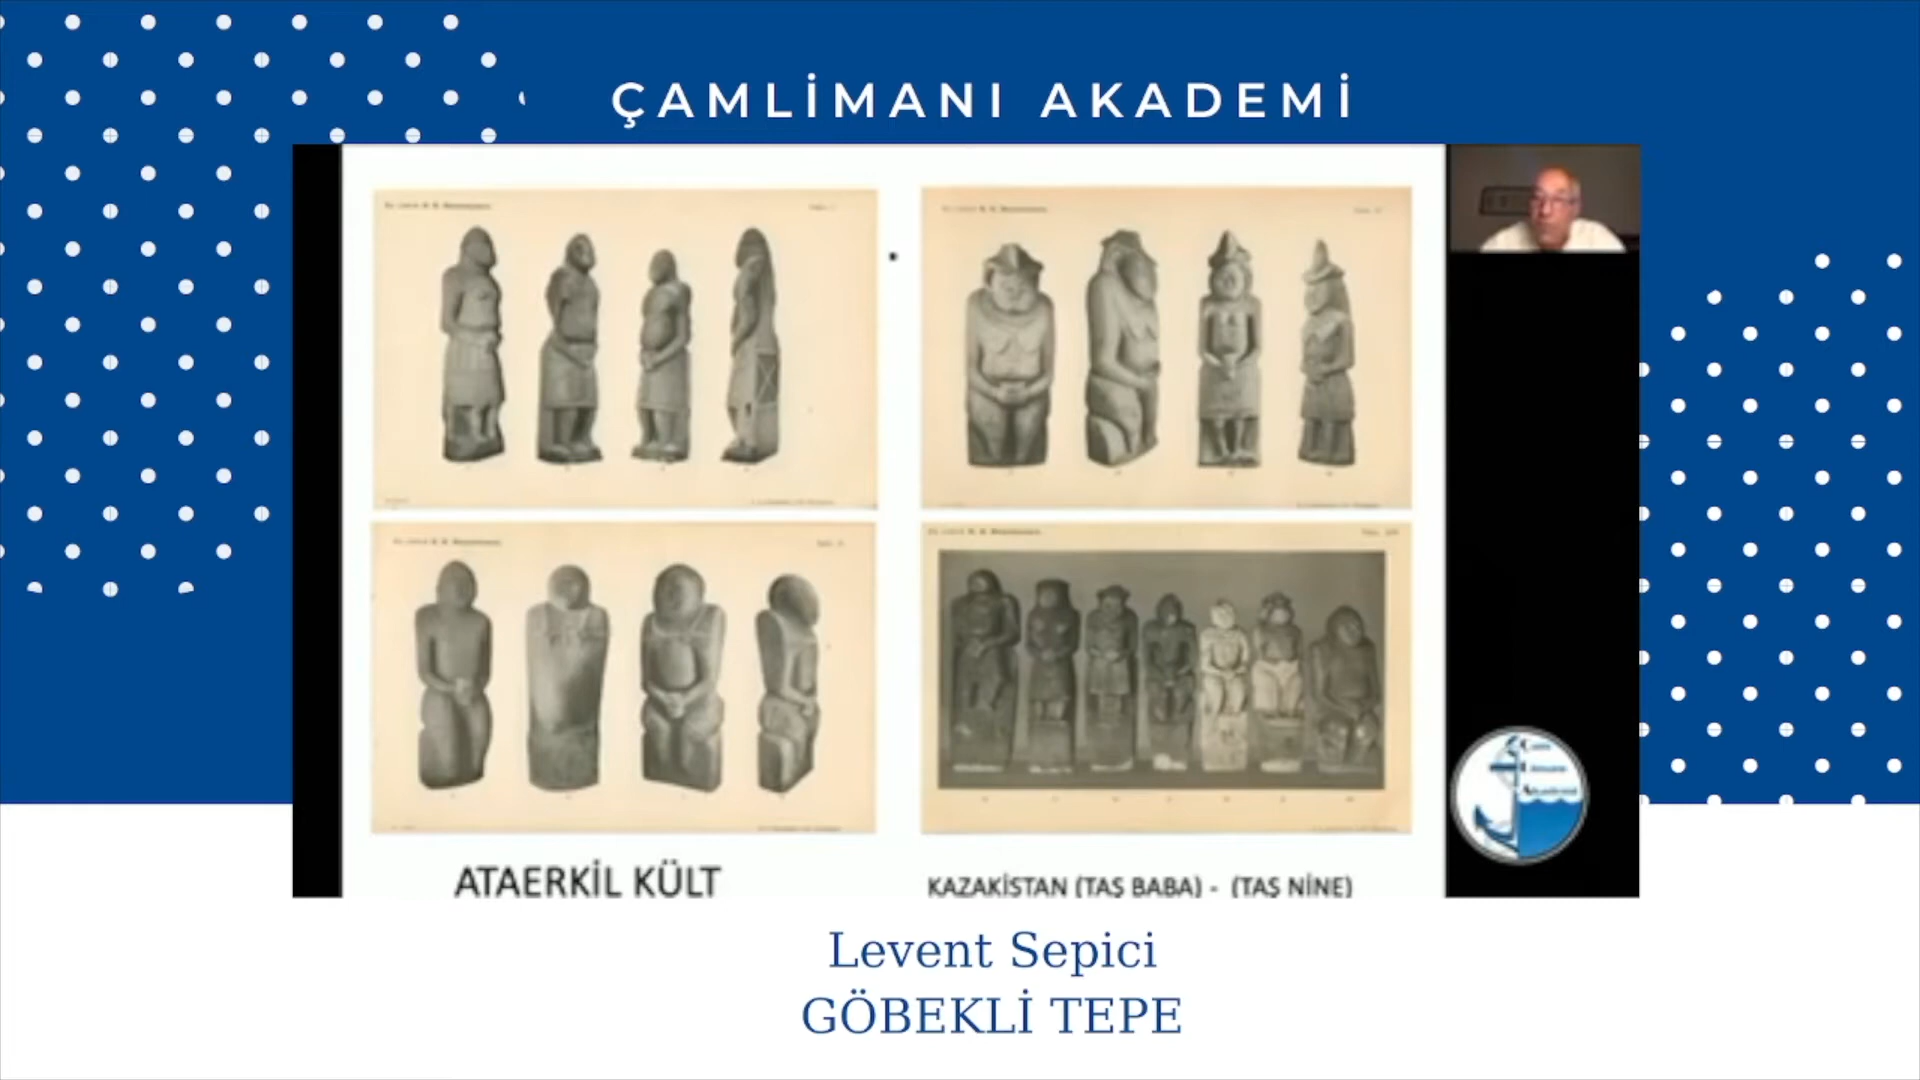 ÇAMLİMANI AKADEMİ
ATAERKİL KÜLT
KAZAKİSTAN (TAŞ BABA) - (TAŞ NİNE)
Levent Sepici
GÖBEKLİ TEPE